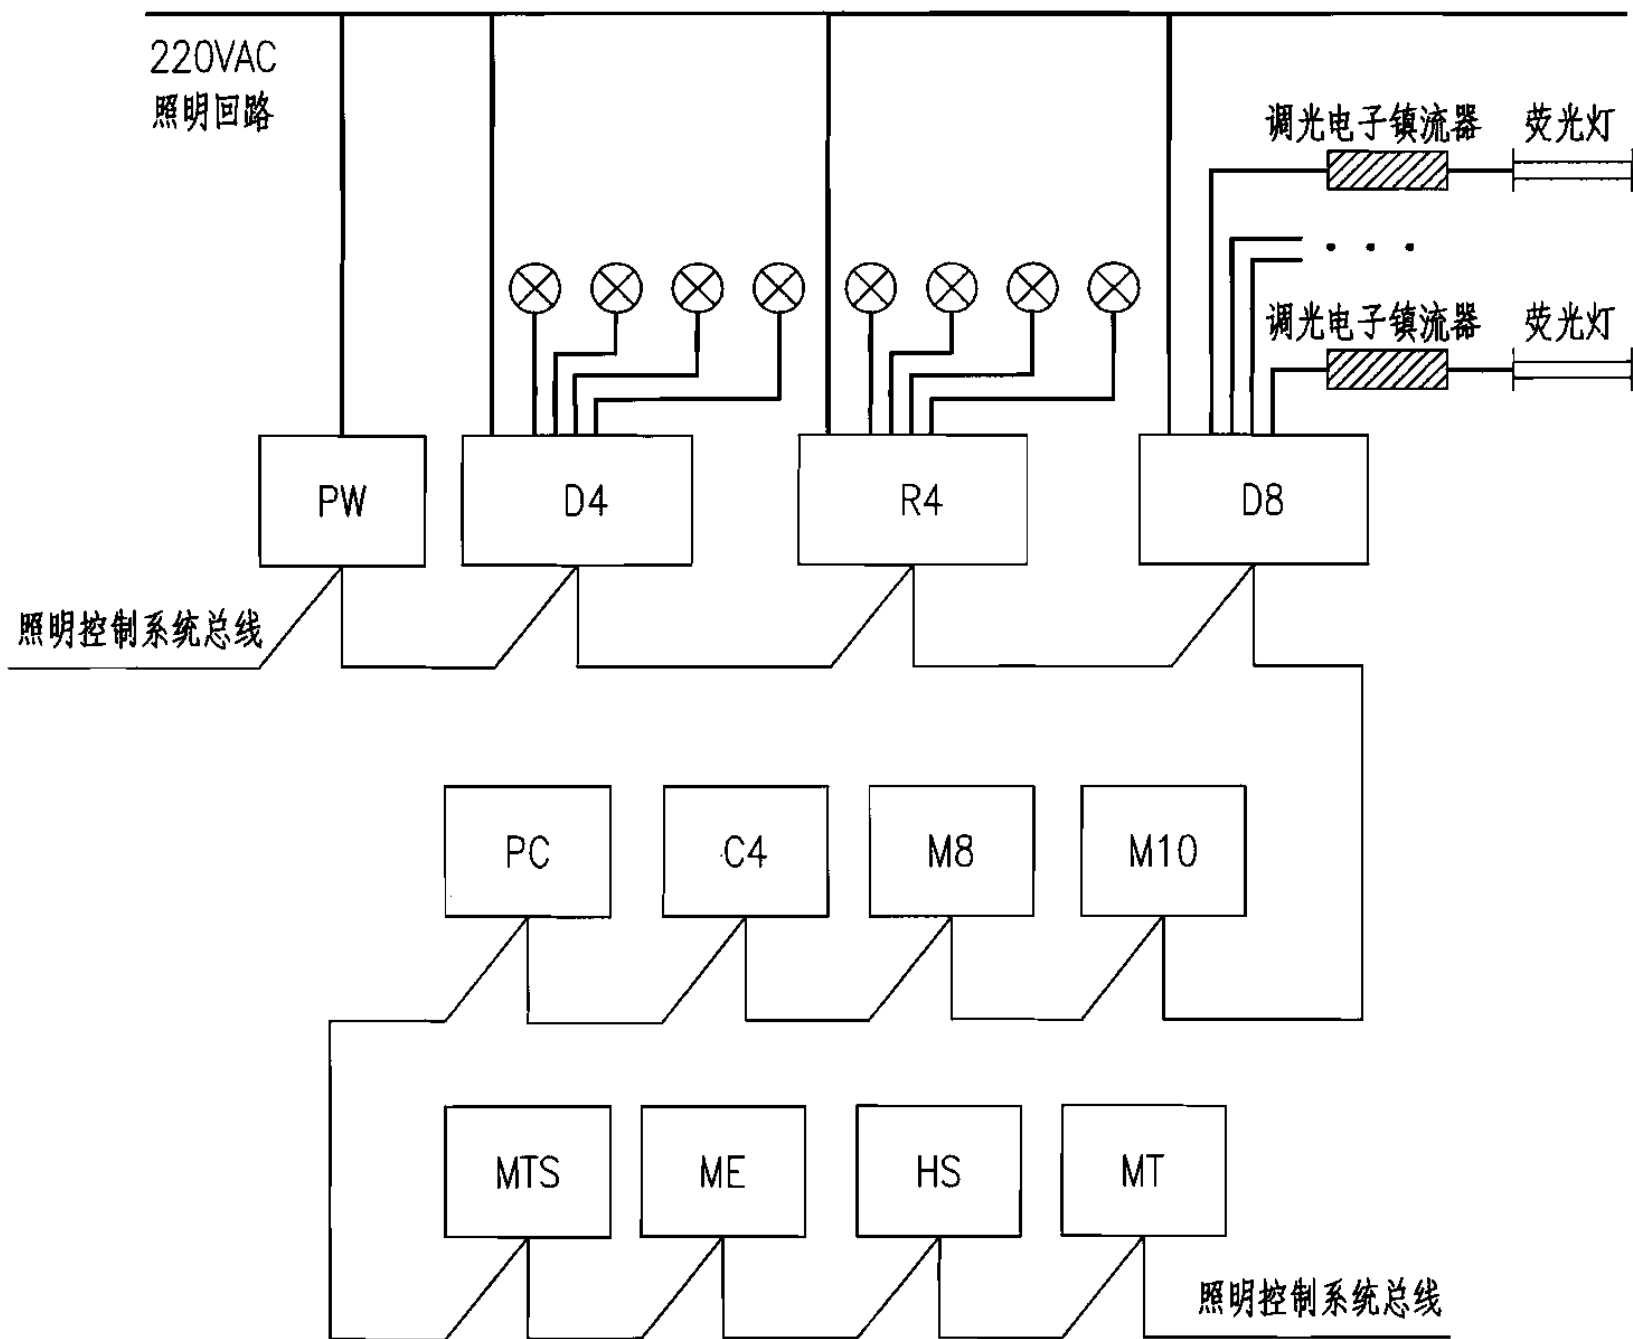 220VAC
照明回路
调光电子镇流器 荧光灯
调光电子镇流器 荧光灯
PW D4 R4 D8
照明控制系统总线
PC C4 M8 M10
MTS ME HS MT
照明控制系统总线